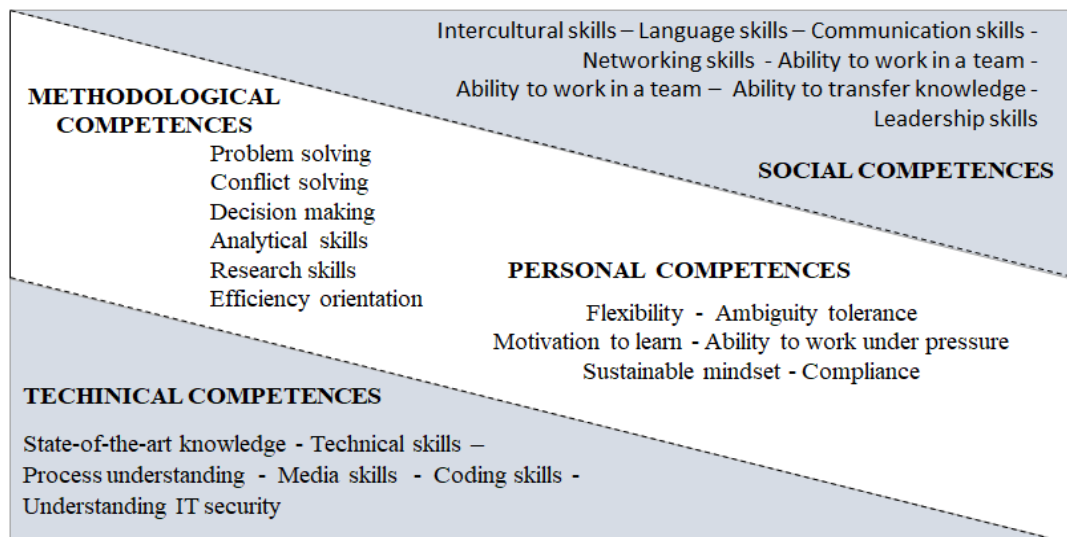 Intercultural skills – Language skills – Communication skills -
Networking skills - Ability to work in a team -
Ability to work in a team – Ability to transfer knowledge -
Leadership skills
SOCIAL COMPETENCES
METHODOLOGICAL
COMPETENCES
Problem solving
Conflict solving
Decision making
Analytical skills
Research skills
Efficiency orientation
PERSONAL COMPETENCES
Flexibility - Ambiguity tolerance
Motivation to learn - Ability to work under pressure
Sustainable mindset - Compliance
TECHINICAL COMPETENCES
State-of-the-art knowledge - Technical skills –
Process understanding - Media skills - Coding skills -
Understanding IT security